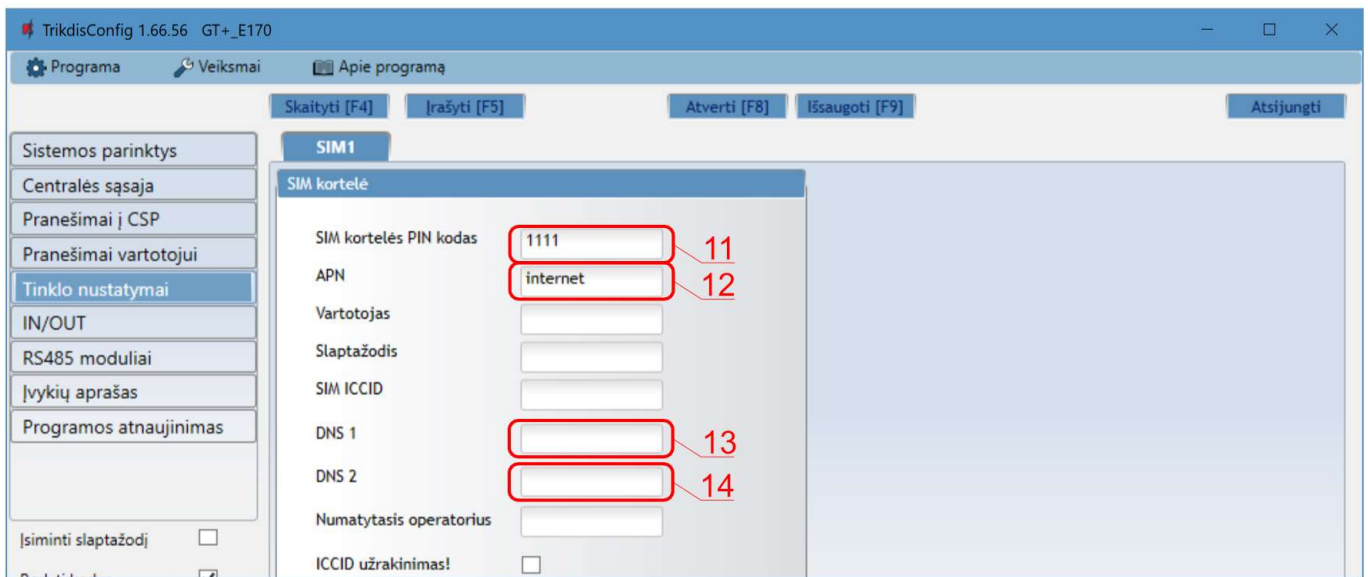 TrikdisConfig 1.66.56 GT+_E170
Programa Veiksmai Apie programą
Skaityti [F4] Įrašyti [F5] Atverti [F8] Išsaugoti [F9] Atsijungti
Sistemos parinktys
Centralės sąsaja
Pranešimai į CSP
Pranešimai vartotojui
Tinklo nustatymai
IN/OUT
RS485 moduliai
Įvykių aprašas
Programos atnaujinimas
Įsiminti slaptažodį
SIM1
SIM kortelė
SIM kortelės PIN kodas 1111 11
APN internet 12
Vartotojas
Slaptažodis
SIM ICCID
DNS 1 13
DNS 2 14
Numatytasis operatorius
ICCID užrakinimas!